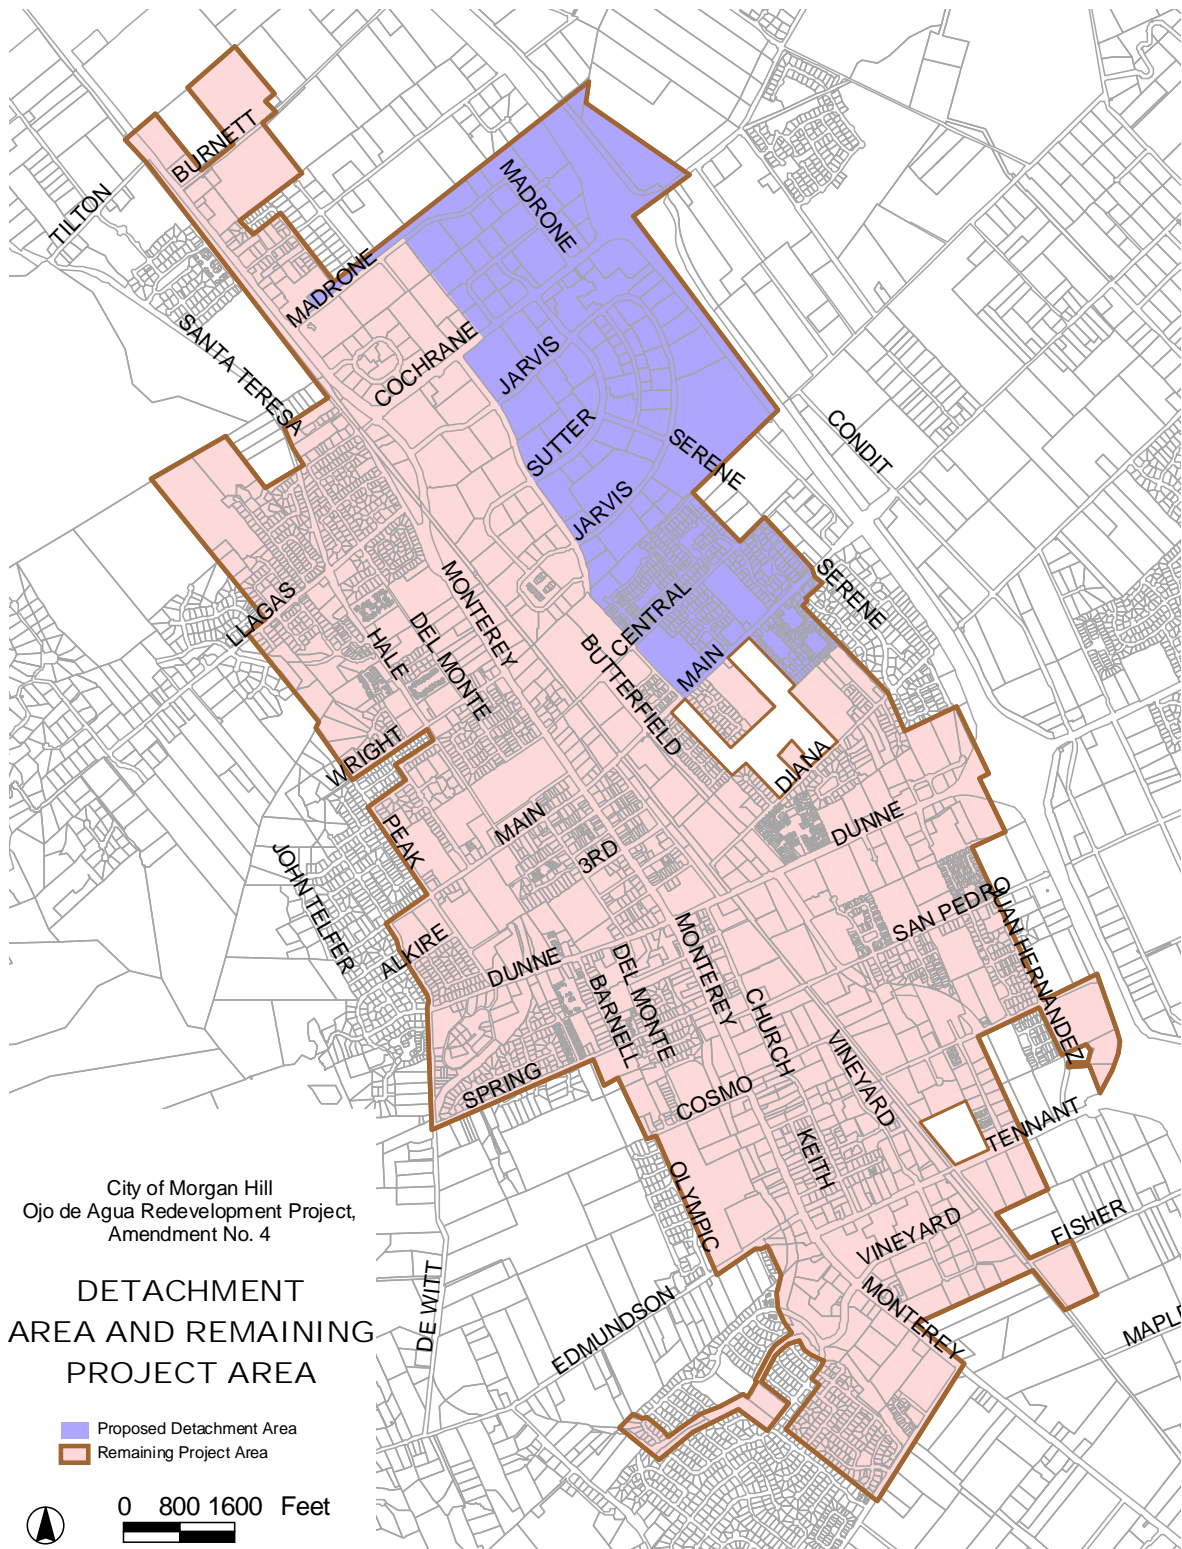 BURNETT
TILTON
MADRONE
MADRONE
SANTA TERESA
COCHRANE
JARVIS
SUTTER
SERENE
CONDIT
JARVIS
SERENE
LLAGAS
MONTEREY
CENTRAL
HALE
DEL MONTE
BUTTERFIELD
MAIN
WRIGHT
DIANA
PEAK
MAIN
DUNNE
3RD
JOHN TELFER
SAN PEDRO
JUAN HERNANDEZ
ALKIRE
DUNNE
DEL MONTE
MONTEREY
BARNELL
CHURCH
VINEYARD
SPRING
COSMO
TENNANT
KEITH
OLYMPIC
FISHER
VINEYARD
MONTEREY
DE WITT
EDMUNDSON
MAPLE
City of Morgan Hill
Ojo de Agua Redevelopment Project,
Amendment No. 4
DETACHMENT
AREA AND REMAINING
PROJECT AREA
Proposed Detachment Area
Remaining Project Area
0 800 1600 Feet